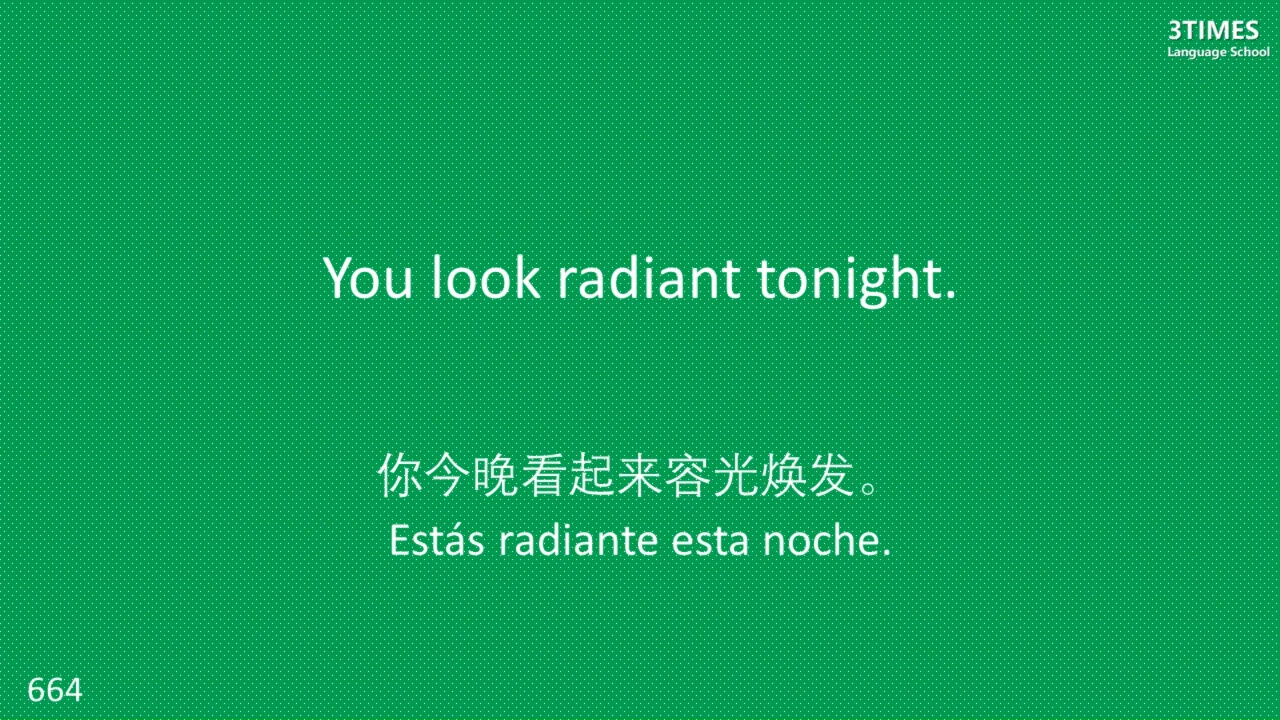 3TIMES
Language School
You look radiant tonight.
你今晚看起来容光焕发。
Estás radiante esta noche.
664